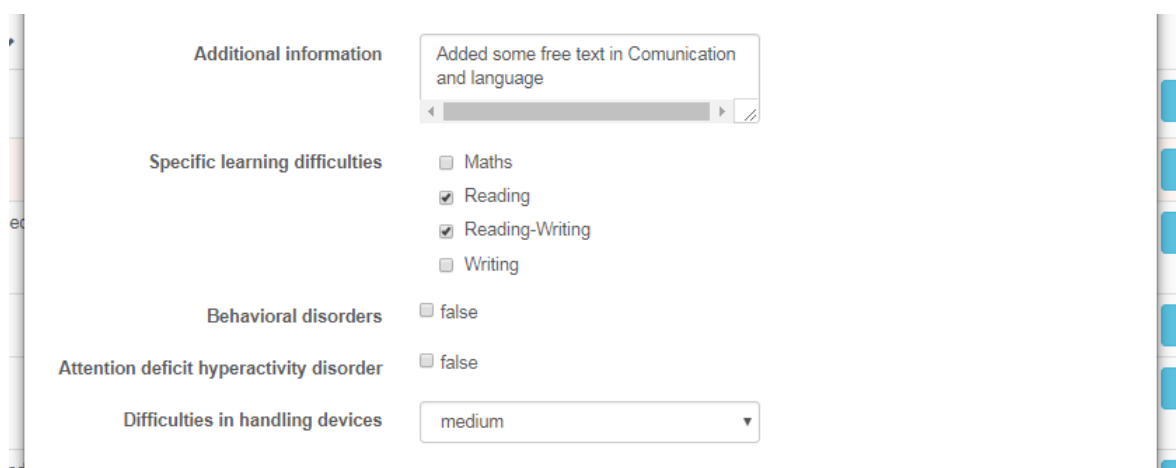 Additional information
Added some free text in Comunication
and language
Specific learning difficulties
Maths
Reading
Reading-Writing
Writing
Behavioral disorders
false
Attention deficit hyperactivity disorder
false
Difficulties in handling devices
medium